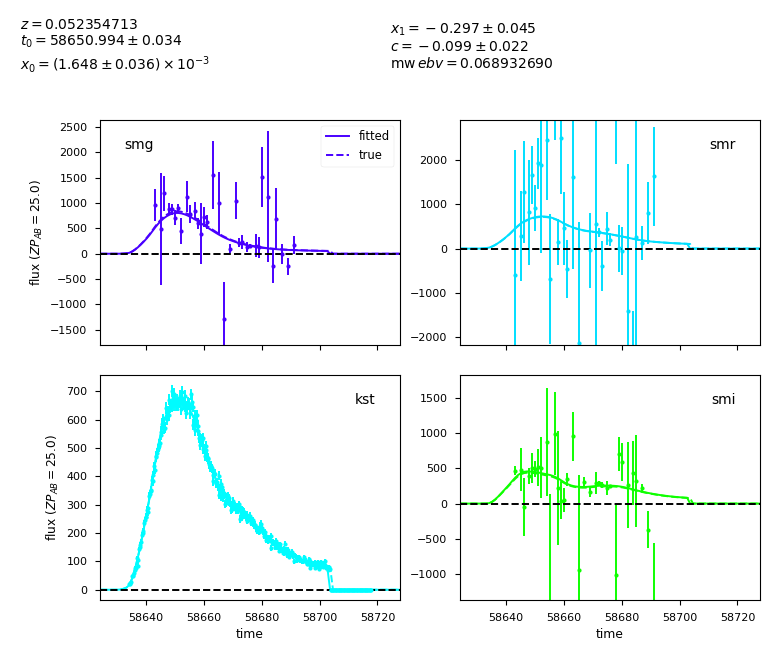 z = 0.052354713
t0 = 58650.994 ± 0.034
x0 = (1.648 ± 0.036) × 10^−3
x1 = −0.297 ± 0.045
c = −0.099 ± 0.022
mw ebv = 0.068932690
smg
fitted
true
2500
2000
1500
1000
500
0
−500
−1000
−1500
flux (ZP_AB = 25.0)
smr
2000
1000
0
−1000
−2000
kst
700
600
500
400
300
200
100
0
flux (ZP_AB = 25.0)
58640 58660 58680 58700 58720
time
smi
1500
1000
500
0
−500
−1000
58640 58660 58680 58700 58720
time